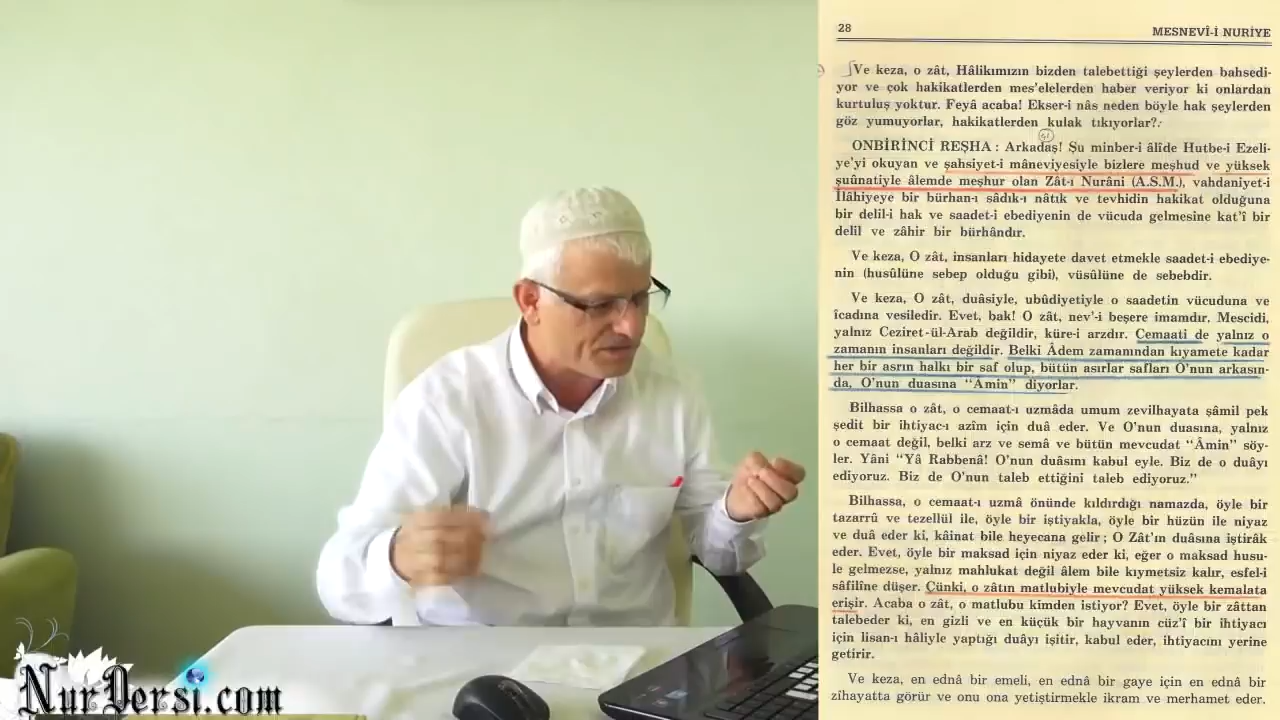 28
MESNEVÎ-İ NURİYE
Ve keza, o zât, Hâlikımızın bizden talebettiği şeylerden bahsedi-
yor ve çok hakikatlerden mes'elelerden haber veriyor ki onlardan
kurtuluş yoktur. Feyâ acaba! Ekser-i nâs neden böyle hak şeylerden
göz yumuyorlar, hakikatlerden kulak tıkıyorlar?.
ONBİRİNCİ REŞHA : Arkadaş! Şu minber-i âlîde Hutbe-i Ezeli-
ye'yi okuyan ve şahsiyet-i mâneviyesiyle bizlere meşhud ve yüksek
şuûnatiyle âlemde meşhur olan Zât-ı Nurâni (A.S.M.), vahdaniyet-i
İlâhiyeye bir bürhan-ı sâdık-ı nâtık ve tevhidin hakikat olduğuna
bir delil-i hak ve saadet-i ebediyenin de vücuda gelmesine kat'î bir
delil ve zâhir bir bürhândır.
Ve keza, O zât, insanları hidayete davet etmekle saadet-i ebediye-
nin (husûlüne sebep olduğu gibi), vüsûlüne de sebebdir.
Ve keza, O zât, duâsiyle, ubûdiyetiyle o saadetin vücuduna ve
îcadına vesiledir. Evet, bak! O zât, nev'-i beşere imamdır. Mescidi,
yalnız Ceziret-ül-Arab değildir, küre-i arzdır. Cemaati de yalnız o
zamanın insanları değildir. Belki Âdem zamanından kıyamete kadar
her bir asrın halkı bir saf olup, bütün asırlar safları O'nun arkasın-
da, O'nun duasına "Âmin" diyorlar.
Bilhassa o zât, o cemaat-ı uzmâda umum zevilhayata şâmil pek
şedit bir ihtiyac-ı azîm için duâ eder. Ve O'nun duasına, yalnız
o cemaat değil, belki arz ve semâ ve bütün mevcudat "Âmin" söy-
ler. Yâni "Yâ Rabbenâ! O'nun duâsını kabul eyle. Biz de o duâyı
ediyoruz. Biz de O'nun taleb ettiğini taleb ediyoruz."
Bilhassa, o cemaat-ı uzmâ önünde kıldırdığı namazda, öyle bir
tazarrû ve tezellül ile, öyle bir iştiyakla, öyle bir hüzün ile niyaz
ve duâ eder ki, kâinat bile heyecana gelir; O Zât'ın duâsına iştirâk
eder. Evet, öyle bir maksad için niyaz eder ki, eğer o maksad husu-
le gelmezse, yalnız mahlukat değil âlem bile kıymetsiz kalır, esfel-i
sâfilîne düşer. Çünki, o zâtın matlubiyle mevcudat yüksek kemalata
erişir. Acaba o zât, o matlubu kimden istiyor? Evet, öyle bir zâttan
talebeder ki, en gizli ve en küçük bir hayvanın cüz'î bir ihtiyacı
için lisan-ı hâliyle yaptığı duâyı işitir, kabul eder, ihtiyacını yerine
getirir.
Ve keza, en ednâ bir emeli, en ednâ bir gaye için en ednâ bir
zîhayatta görür ve onu ona yetiştirmekle ikram ve merhamet eder.
NurDersi.com